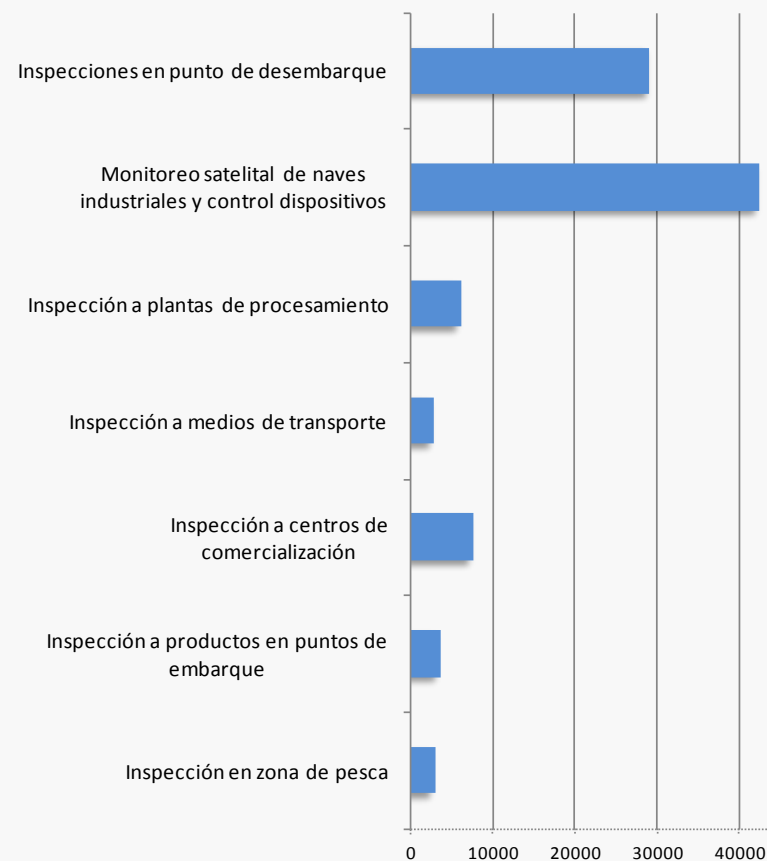 Inspecciones en punto de desembarque
Monitoreo satelital de naves
industriales y control dispositivos
Inspección a plantas de procesamiento
Inspección a medios de transporte
Inspección a centros de
comercialización
Inspección a productos en puntos de
embarque
Inspección en zona de pesca
0 10000 20000 30000 40000